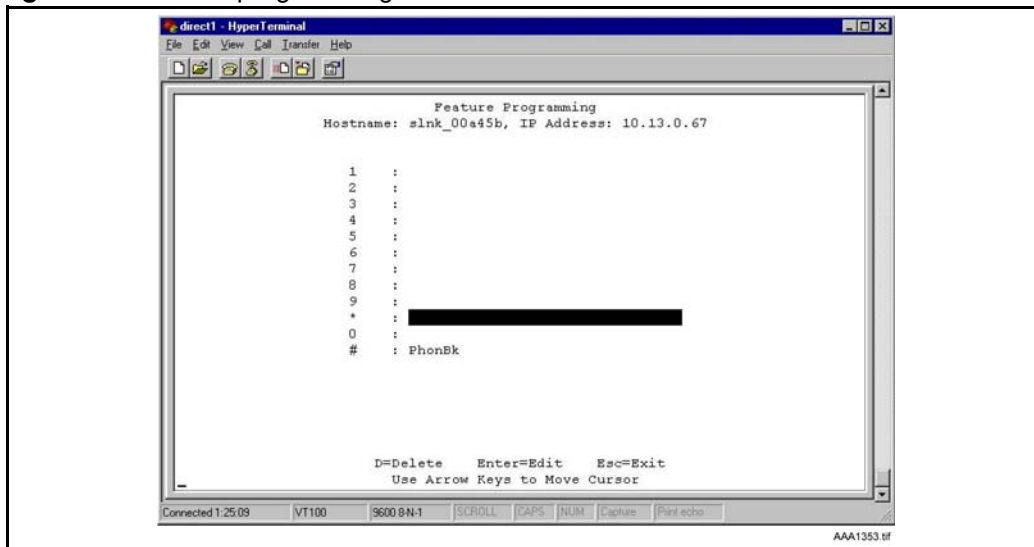 direct1 - HyperTerminal
File Edit View Call Transfer Help
Feature Programming
Hostname: slnk_00a45b, IP Address: 10.13.0.67
1 :
2 :
3 :
4 :
5 :
6 :
7 :
8 :
9 :
* :
0 :
# : PhonBk
D=Delete Enter=Edit Esc=Exit
Use Arrow Keys to Move Cursor
Connected 1:25:09 VT100 9600 8-N-1 SCROLL CAPS NUM Capture Print echo
AAA1353.tif